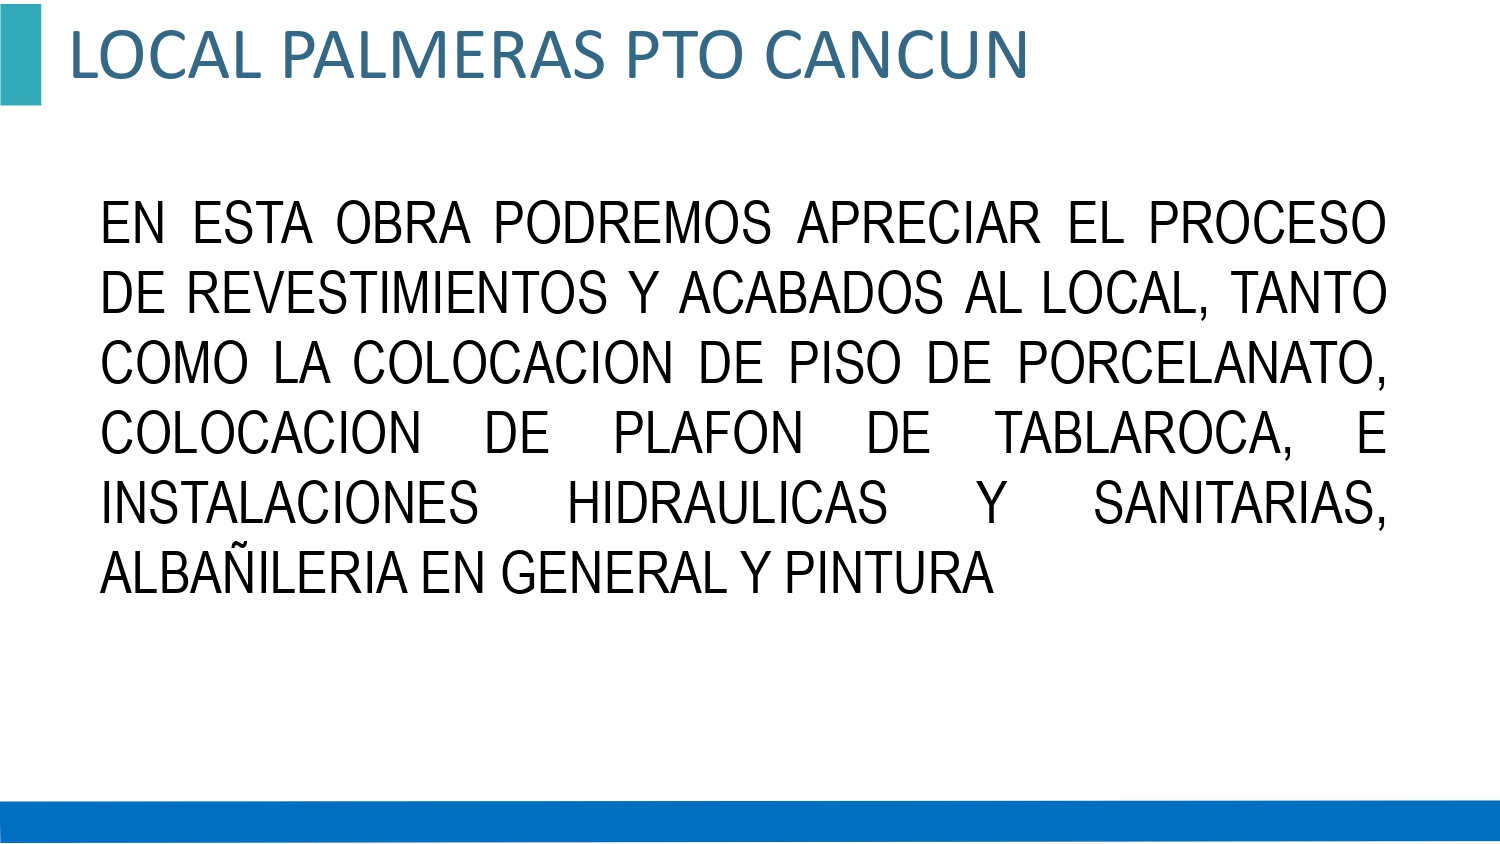 LOCAL PALMERAS PTO CANCUN
EN ESTA OBRA PODREMOS APRECIAR EL PROCESO
DE REVESTIMIENTOS Y ACABADOS AL LOCAL, TANTO
COMO LA COLOCACION DE PISO DE PORCELANATO,
COLOCACION DE PLAFON DE TABLAROCA, E
INSTALACIONES HIDRAULICAS Y SANITARIAS,
ALBAÑILERIA EN GENERAL Y PINTURA